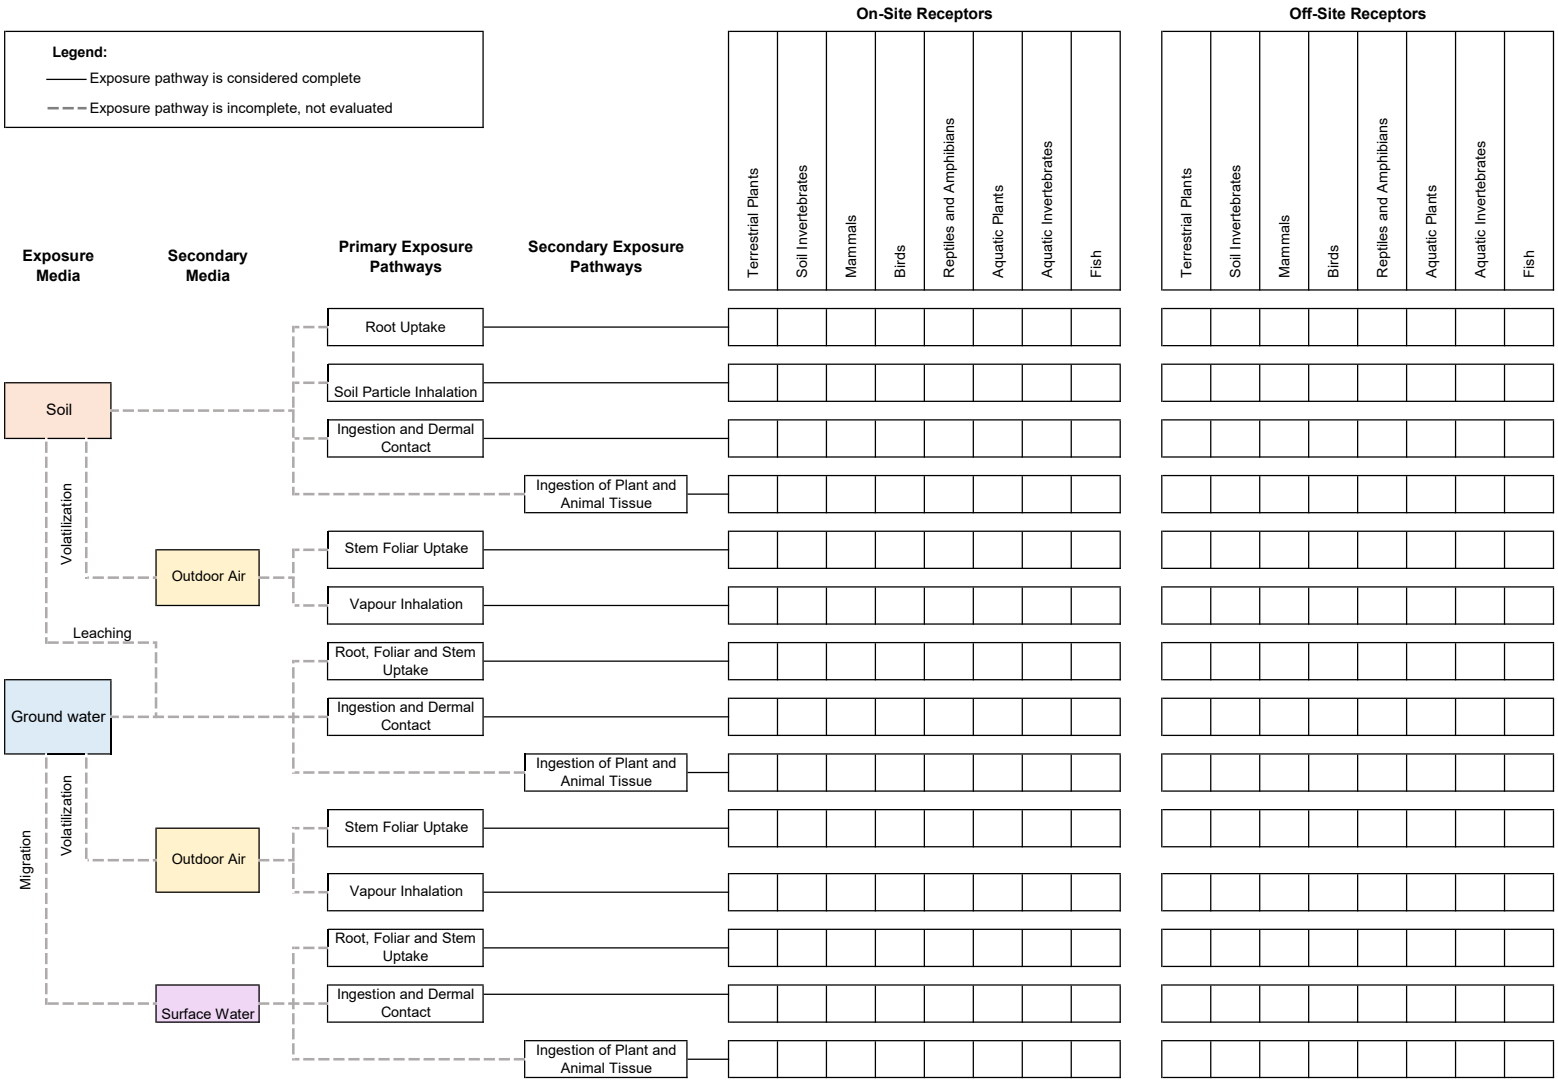 On-Site Receptors
Off-Site Receptors
Legend:
Exposure pathway is considered complete
Exposure pathway is incomplete, not evaluated
Terrestrial Plants
Soil Invertebrates
Mammals
Birds
Reptiles and Amphibians
Aquatic Plants
Aquatic Invertebrates
Fish
Terrestrial Plants
Soil Invertebrates
Mammals
Birds
Reptiles and Amphibians
Aquatic Plants
Aquatic Invertebrates
Fish
Exposure
Media
Secondary
Media
Primary Exposure
Pathways
Secondary Exposure
Pathways
Root Uptake
Soil Particle Inhalation
Soil
Ingestion and Dermal
Contact
Ingestion of Plant and
Animal Tissue
Volatilization
Stem Foliar Uptake
Outdoor Air
Vapour Inhalation
Leaching
Root, Foliar and Stem
Uptake
Ground water
Ingestion and Dermal
Contact
Ingestion of Plant and
Animal Tissue
Migration
Volatilization
Stem Foliar Uptake
Outdoor Air
Vapour Inhalation
Root, Foliar and Stem
Uptake
Surface Water
Ingestion and Dermal
Contact
Ingestion of Plant and
Animal Tissue